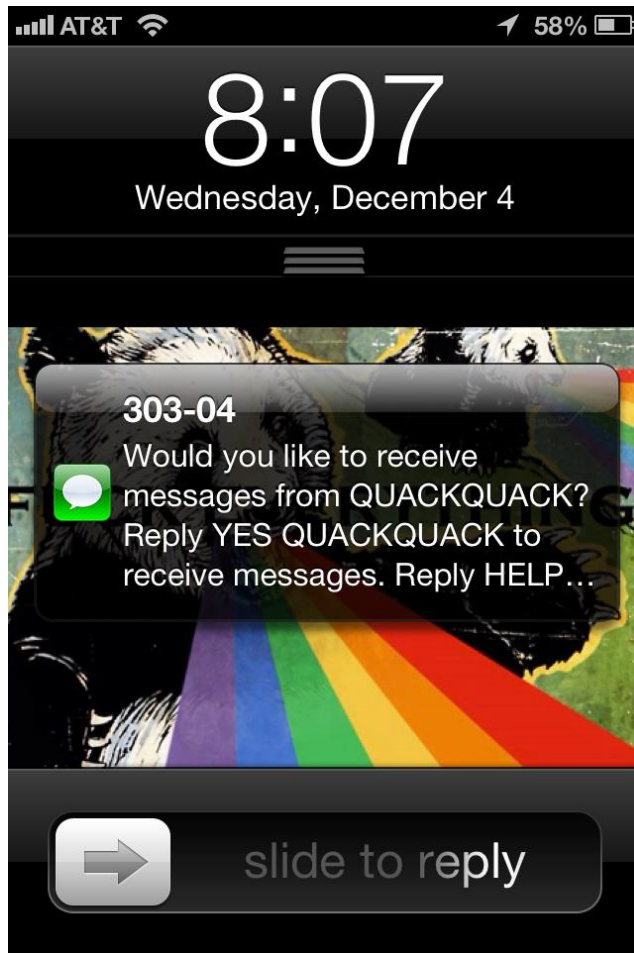 AT&T 58%
8:07
Wednesday, December 4
303-04
Would you like to receive
messages from QUACKQUACK?
Reply YES QUACKQUACK to
receive messages. Reply HELP...
slide to reply